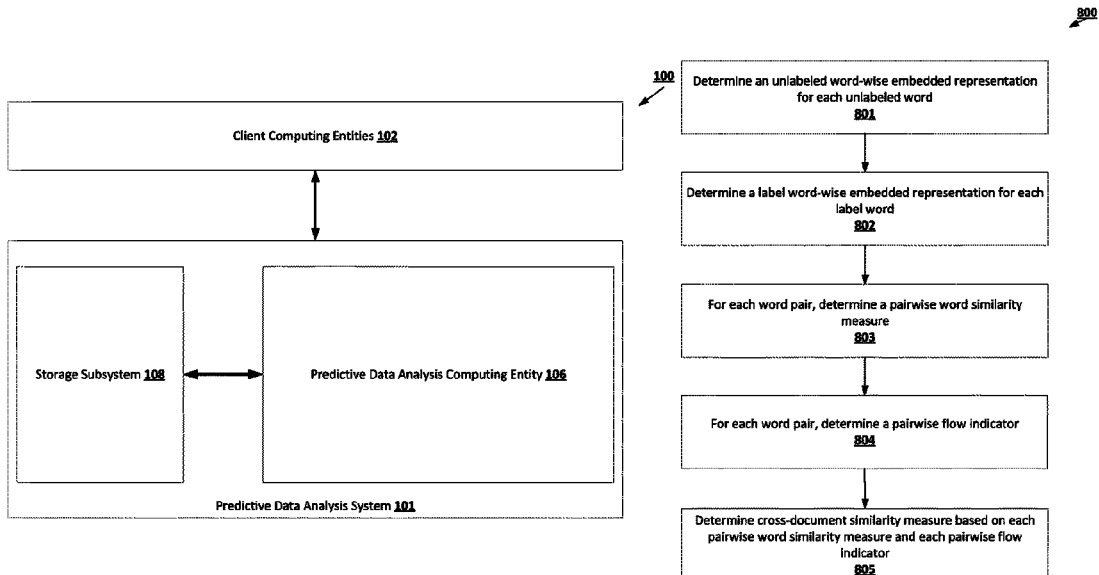 100
Client Computing Entities 102
Storage Subsystem 108
Predictive Data Analysis Computing Entity 106
Predictive Data Analysis System 101
800
Determine an unlabeled word-wise embedded representation
for each unlabeled word
801
Determine a label word-wise embedded representation for each
label word
802
For each word pair, determine a pairwise word similarity
measure
803
For each word pair, determine a pairwise flow indicator
804
Determine cross-document similarity measure based on each
pairwise word similarity measure and each pairwise flow
indicator
805